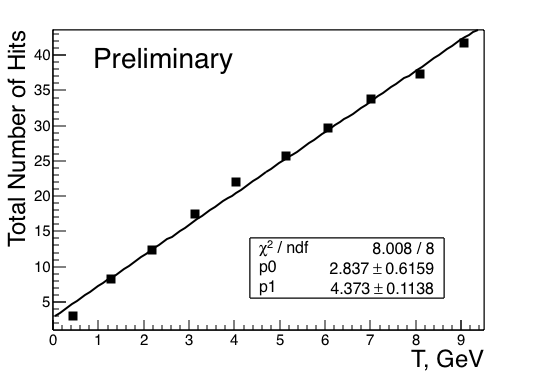 Preliminary
Total Number of Hits
40
35
30
25
20
15
10
5
χ² / ndf 8.008 / 8
p0 2.837 ± 0.6159
p1 4.373 ± 0.1138
0 1 2 3 4 5 6 7 8 9
T, GeV